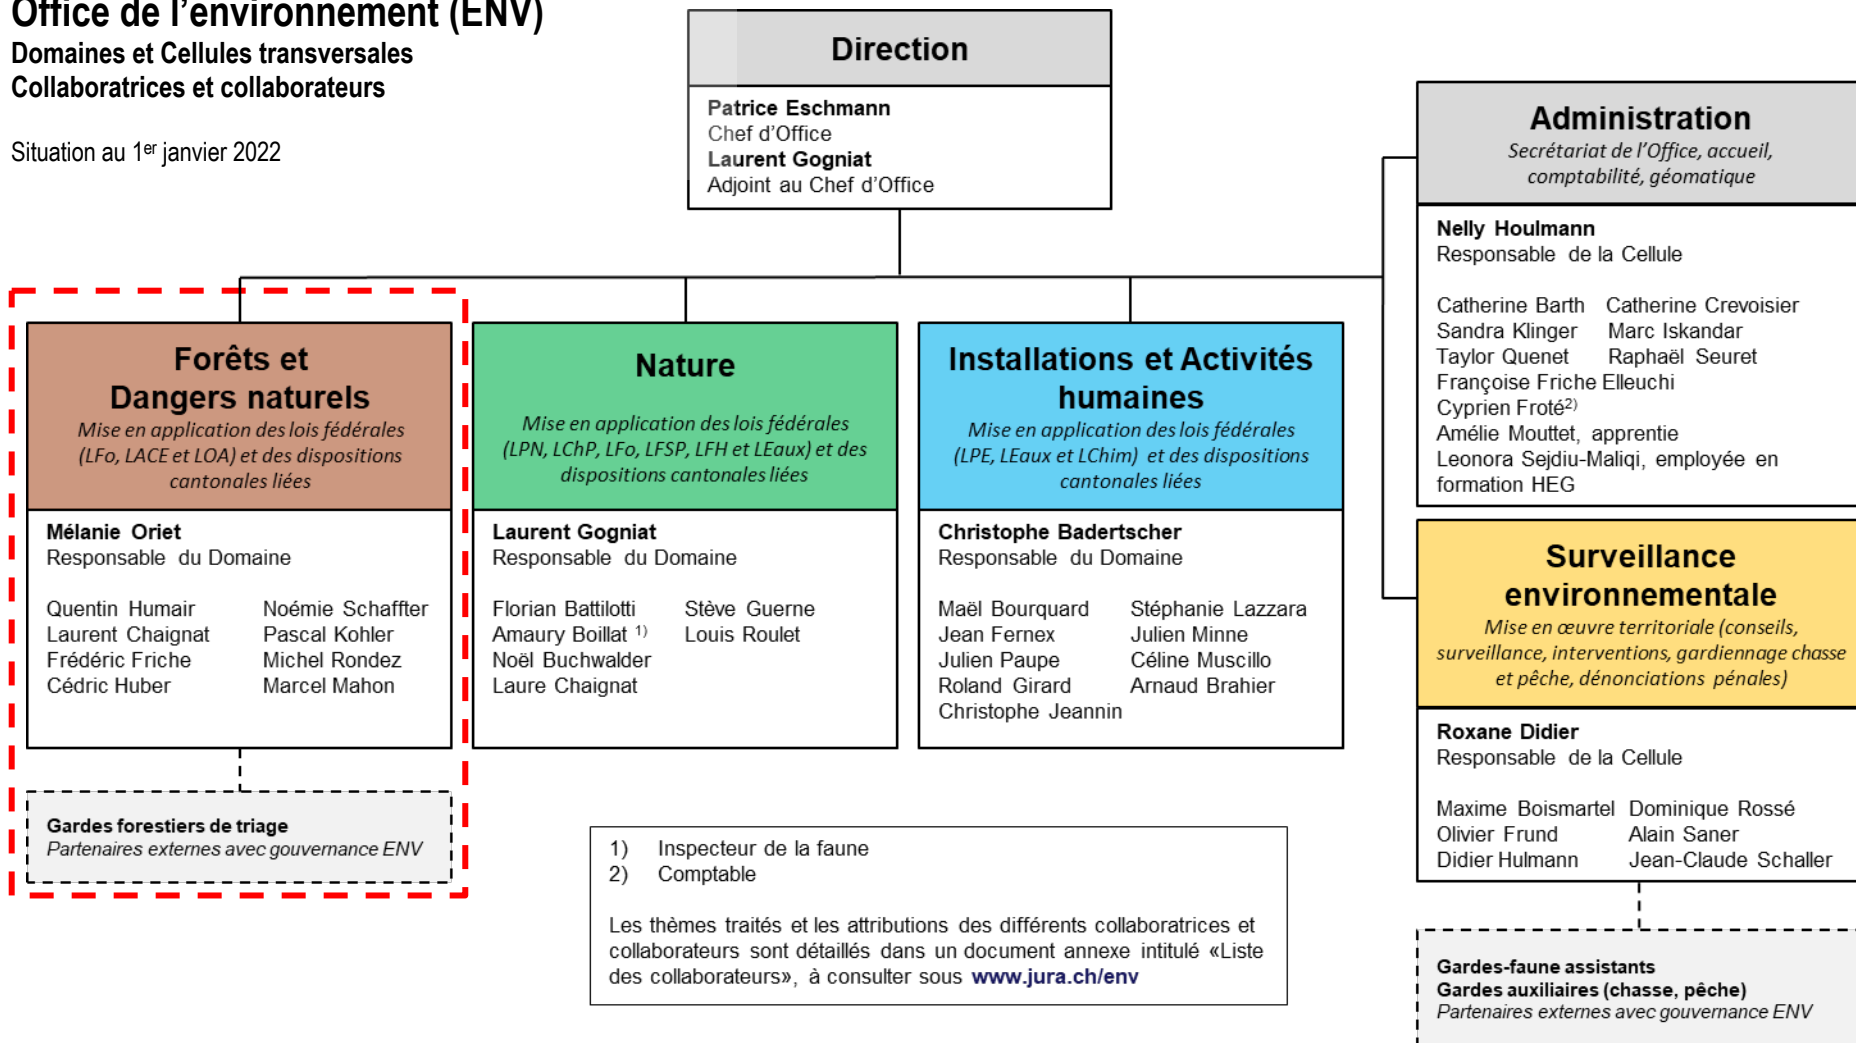 Office de l'environnement (ENV)
Domaines et Cellules transversales
Collaboratrices et collaborateurs
Situation au 1er janvier 2022
Direction
Patrice Eschmann
Chef d'Office
Laurent Gogniat
Adjoint au Chef d'Office
Administration
Secrétariat de l'Office, accueil,
comptabilité, géomatique
Nelly Houlmann
Responsable de la Cellule
Catherine Barth Catherine Crevoisier
Sandra Klinger Marc Iskandar
Taylor Quenet Raphaël Seuret
Françoise Friche Elleuchi
Cyprien Froté2)
Amélie Mouttet, apprentie
Leonora Sejdiu-Maliqi, employée en
formation HEG
Forêts et
Dangers naturels
Mise en application des lois fédérales
(LFo, LACE et LOA) et des dispositions
cantonales liées
Mélanie Oriet
Responsable du Domaine
Quentin Humair Noémie Schaffter
Laurent Chaignat Pascal Kohler
Frédéric Friche Michel Rondez
Cédric Huber Marcel Mahon
Gardes forestiers de triage
Partenaires externes avec gouvernance ENV
Nature
Mise en application des lois fédérales
(LPN, LChP, LFo, LFSP, LFH et LEaux) et des
dispositions cantonales liées
Laurent Gogniat
Responsable du Domaine
Florian Battilotti Stève Guerne
Amaury Boillat 1) Louis Roulet
Noël Buchwalder
Laure Chaignat
Installations et Activités
humaines
Mise en application des lois fédérales
(LPE, LEaux et LChim) et des dispositions
cantonales liées
Christophe Badertscher
Responsable du Domaine
Maël Bourquard Stéphanie Lazzara
Jean Fernex Julien Minne
Julien Paupe Céline Muscillo
Roland Girard Arnaud Brahier
Christophe Jeannin
Surveillance
environnementale
Mise en œuvre territoriale (conseils,
surveillance, interventions, gardiennage chasse
et pêche, dénonciations pénales)
Roxane Didier
Responsable de la Cellule
Maxime Boismartel Dominique Rossé
Olivier Frund Alain Saner
Didier Hulmann Jean-Claude Schaller
Gardes-faune assistants
Gardes auxiliaires (chasse, pêche)
Partenaires externes avec gouvernance ENV
1) Inspecteur de la faune
2) Comptable
Les thèmes traités et les attributions des différents collaboratrices et
collaborateurs sont détaillés dans un document annexe intitulé «Liste
des collaborateurs», à consulter sous www.jura.ch/env